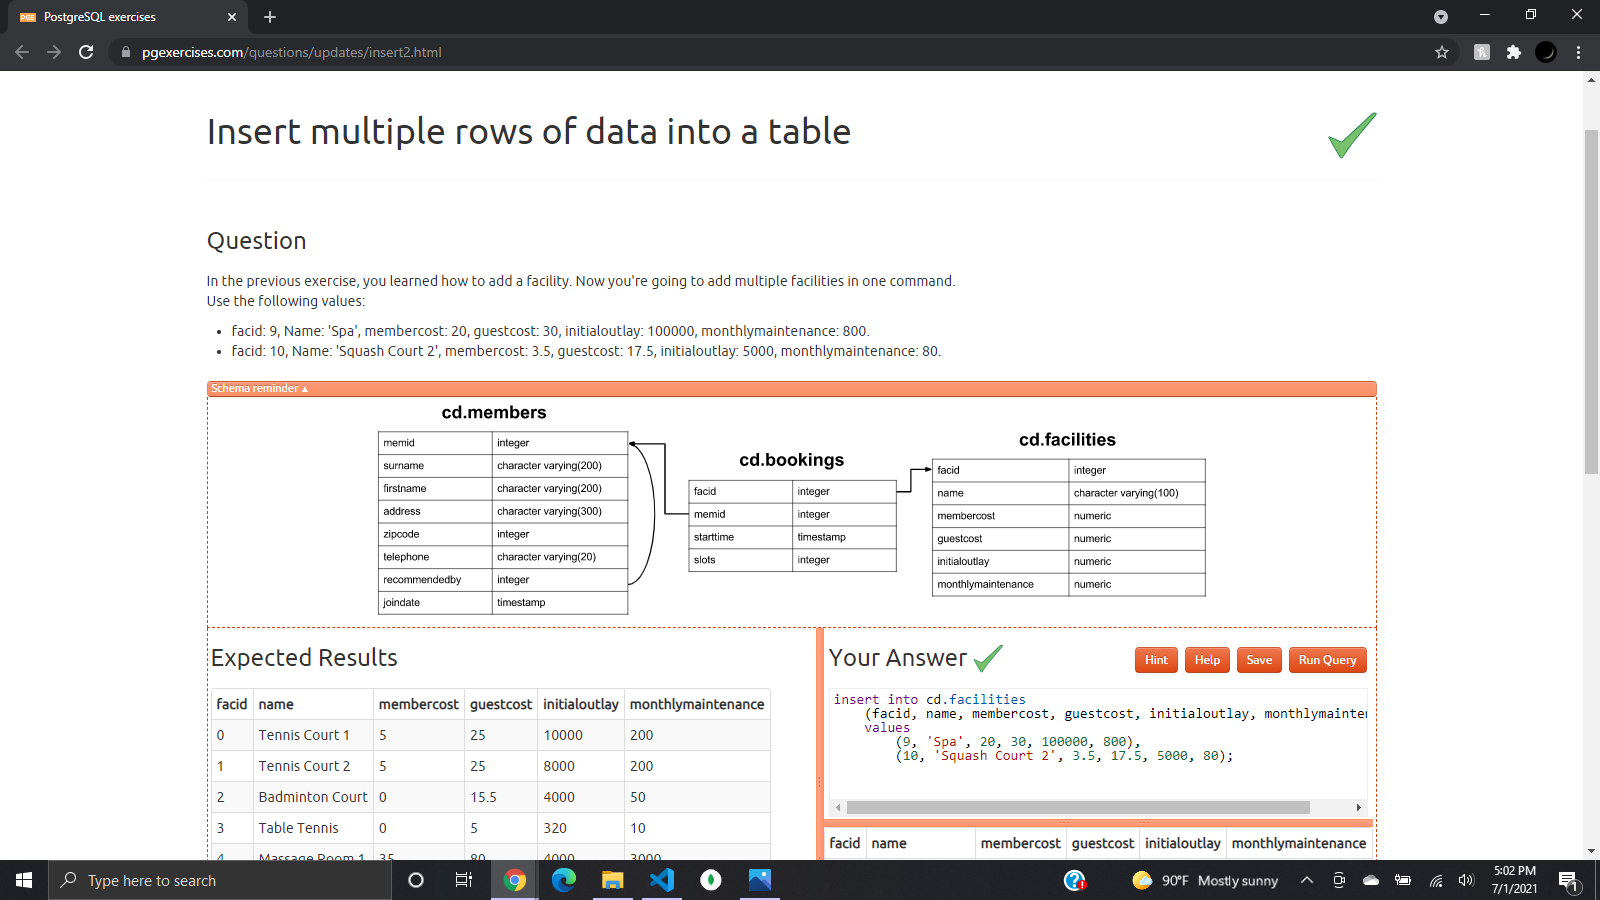 PGE PostgreSQL exercises
pgexercises.com/questions/updates/insert2.html
Insert multiple rows of data into a table
Question
In the previous exercise, you learned how to add a facility. Now you're going to add multiple facilities in one command.
Use the following values:
• facid: 9, Name: 'Spa', membercost: 20, guestcost: 30, initialoutlay: 100000, monthlymaintenance: 800.
• facid: 10, Name: 'Squash Court 2', membercost: 3.5, guestcost: 17.5, initialoutlay: 5000, monthlymaintenance: 80.
Schema reminder ▴
cd.members
memid integer
surname character varying(200)
firstname character varying(200)
address character varying(300)
zipcode integer
telephone character varying(20)
recommendedby integer
joindate timestamp
cd.bookings
facid integer
memid integer
starttime timestamp
slots integer
cd.facilities
facid integer
name character varying(100)
membercost numeric
guestcost numeric
initialoutlay numeric
monthlymaintenance numeric
Expected Results
facid name membercost guestcost initialoutlay monthlymaintenance
0 Tennis Court 1 5 25 10000 200
1 Tennis Court 2 5 25 8000 200
2 Badminton Court 0 15.5 4000 50
3 Table Tennis 0 5 320 10
4 Massage Room 1 35 80 4000 3000
Your Answer
Hint Help Save Run Query
insert into cd.facilities
(facid, name, membercost, guestcost, initialoutlay, monthlymainter
values
(9, 'Spa', 20, 30, 100000, 800),
(10, 'Squash Court 2', 3.5, 17.5, 5000, 80);
facid name membercost guestcost initialoutlay monthlymaintenance
Type here to search
90°F Mostly sunny
5:02 PM
7/1/2021
1